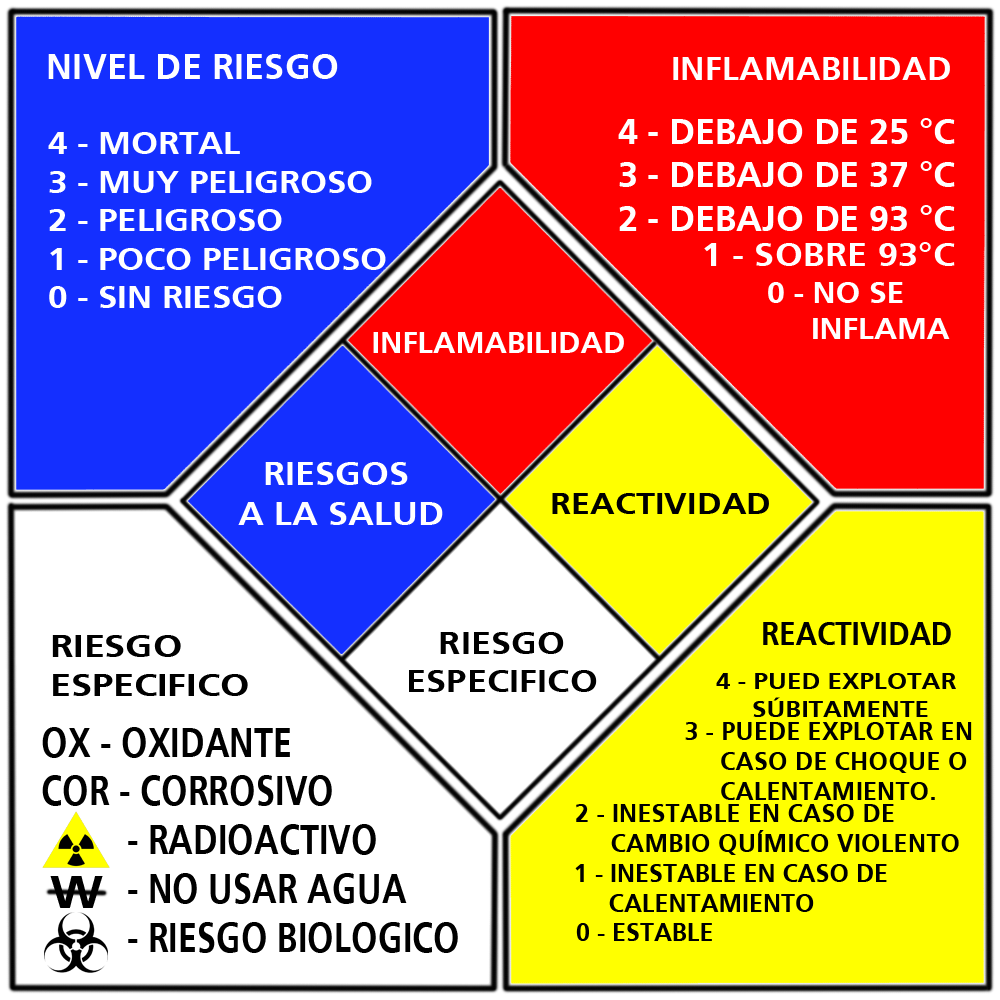 NIVEL DE RIESGO
4 - MORTAL
3 - MUY PELIGROSO
2 - PELIGROSO
1 - POCO PELIGROSO
0 - SIN RIESGO
INFLAMABILIDAD
4 - DEBAJO DE 25 °C
3 - DEBAJO DE 37 °C
2 - DEBAJO DE 93 °C
1 - SOBRE 93°C
0 - NO SE
INFLAMA
INFLAMABILIDAD
RIESGOS
A LA SALUD
REACTIVIDAD
RIESGO
ESPECIFICO
RIESGO
ESPECIFICO
OX - OXIDANTE
COR - CORROSIVO
- RADIOACTIVO
W - NO USAR AGUA
- RIESGO BIOLOGICO
REACTIVIDAD
4 - PUED EXPLOTAR
SÚBITAMENTE
3 - PUEDE EXPLOTAR EN
CASO DE CHOQUE O
CALENTAMIENTO.
2 - INESTABLE EN CASO DE
CAMBIO QUÍMICO VIOLENTO
1 - INESTABLE EN CASO DE
CALENTAMIENTO
0 - ESTABLE